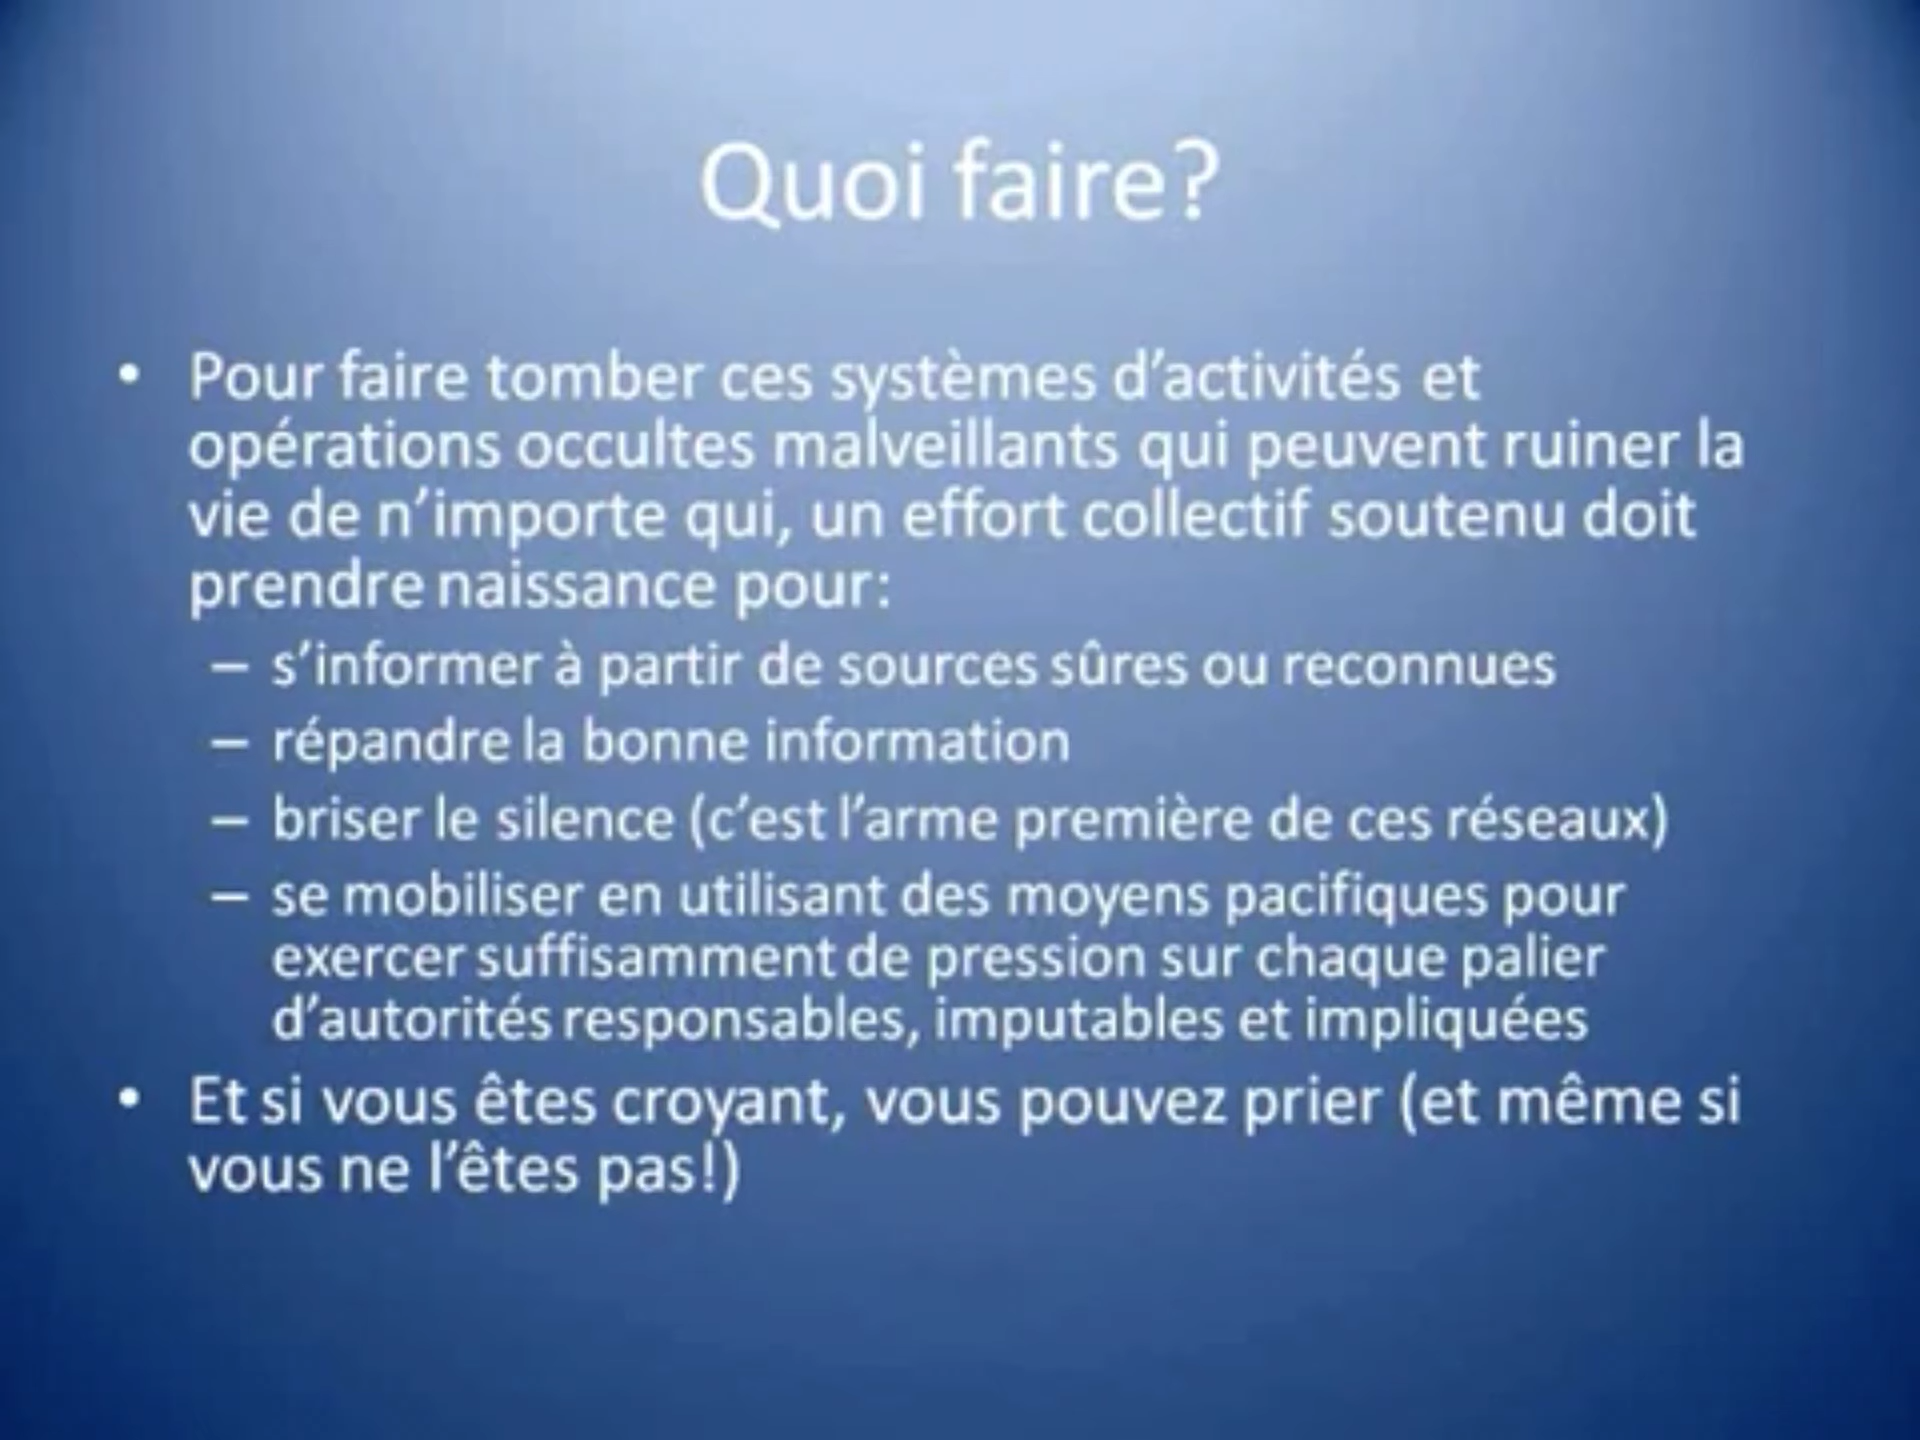 Quoi faire?
• Pour faire tomber ces systèmes d’activités et
opérations occultes malveillants qui peuvent ruiner la
vie de n’importe qui, un effort collectif soutenu doit
prendre naissance pour:
– s’informer à partir de sources sûres ou reconnues
– répandre la bonne information
– briser le silence (c’est l’arme première de ces réseaux)
– se mobiliser en utilisant des moyens pacifiques pour
exercer suffisamment de pression sur chaque palier
d’autorités responsables, imputables et impliquées
• Et si vous êtes croyant, vous pouvez prier (et même si
vous ne l’êtes pas!)